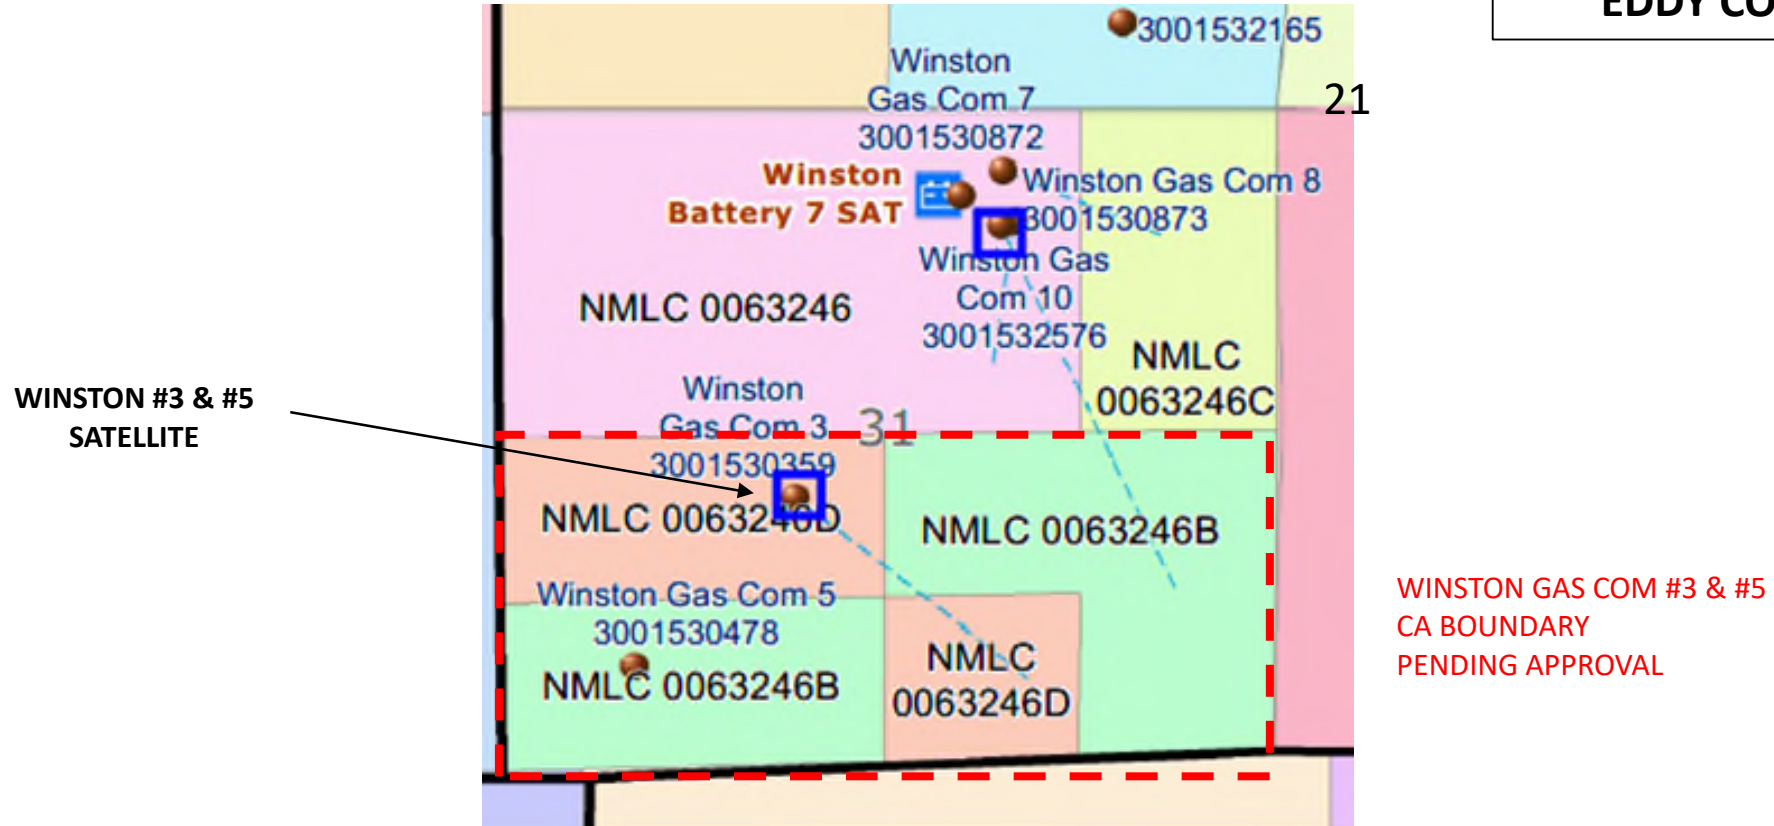 EDDY CO
3001532165
Winston
Gas Com 7
3001530872
21
Winston
Battery 7 SAT
Winston Gas Com 8
3001530873
Winston Gas
Com 10
3001532576
NMLC 0063246
NMLC
0063246C
WINSTON #3 & #5
SATELLITE
Winston
Gas Com 3
3001530359
31
NMLC 0063246D
NMLC 0063246B
Winston Gas Com 5
3001530478
NMLC 0063246B
NMLC
0063246D
WINSTON GAS COM #3 & #5
CA BOUNDARY
PENDING APPROVAL